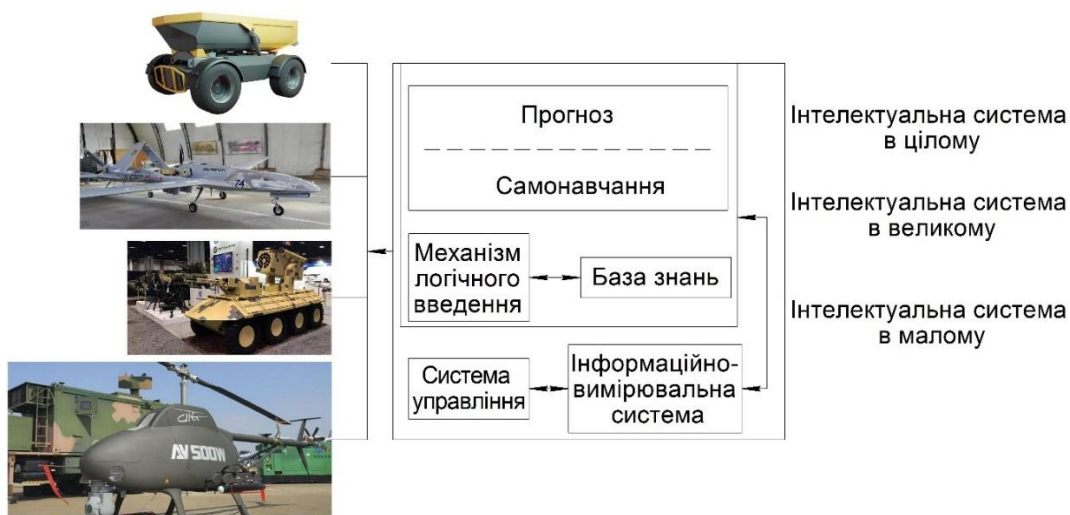 Прогноз
Самонавчання
Механізм
логічного
введення
База знань
Система
управління
Інформаційно-
вимірювальна
система
Інтелектуальна система
в цілому
Інтелектуальна система
в великому
Інтелектуальна система
в малому
74
AV500W